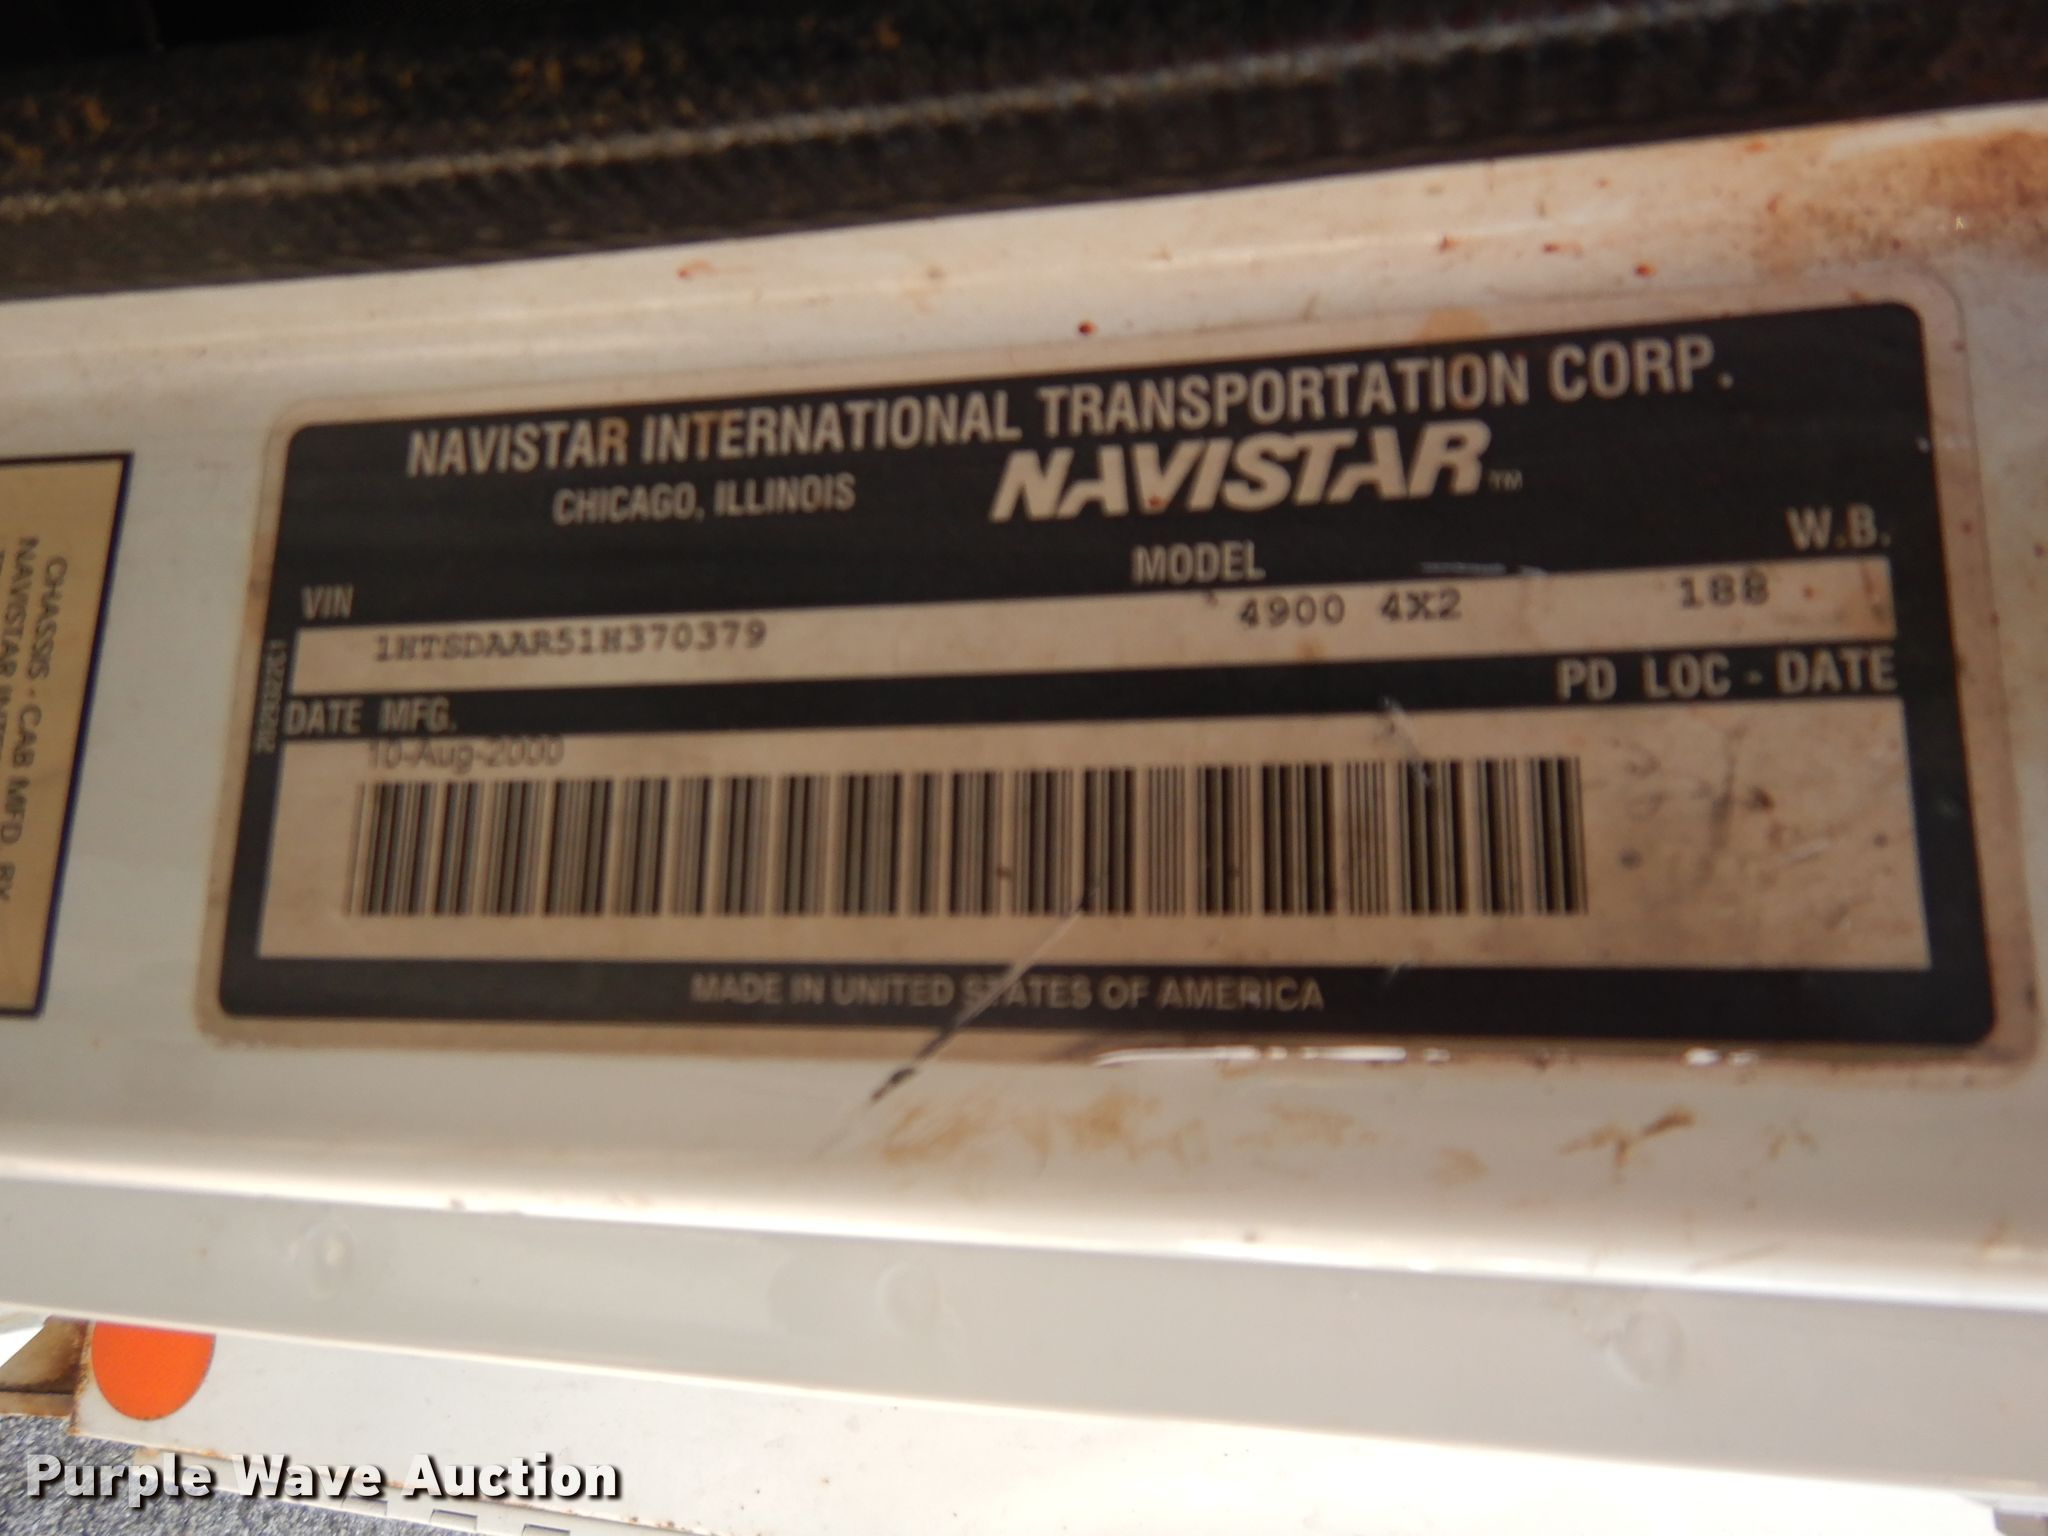 NAVISTAR INTERNATIONAL TRANSPORTATION CORP.
CHICAGO, ILLINOIS NAVISTAR™
VIN MODEL W.B.
1HTSDAAR51H370379 4900 4X2 188
DATE MFG. PD LOC - DATE
10-Aug-2000
MADE IN UNITED STATES OF AMERICA
CHASSIS - CAB MFD. BY
NAVISTAR
Purple Wave Auction